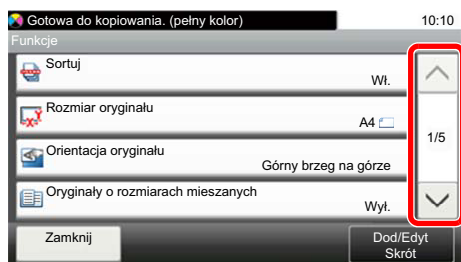 Gotowa do kopiowania. (pełny kolor) 10:10
Funkcje
Sortuj
Wł.
Rozmiar oryginału
A4
1/5
Orientacja oryginału
Górny brzeg na górze
Oryginały o rozmiarach mieszanych
Wył.
Zamknij
Dod/Edyt
Skrót